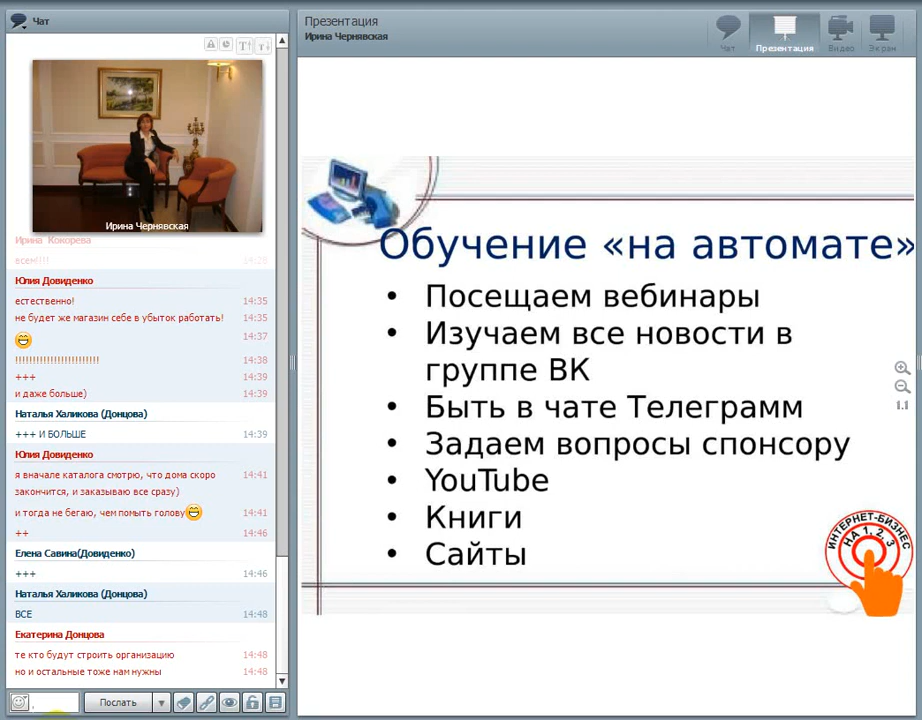 Чат
Ирина Чернявская
Ирина Кокорева
всем!!!! 14:28
Юлия Довиденко
естественно! 14:35
не будет же магазин себе в убыток работать! 14:35
14:37
!!!!!!!!!!!!!!!!!!!!!!!! 14:38
+++ 14:39
и даже больше) 14:39
Наталья Халикова (Донцова)
+++ И БОЛЬШЕ 14:39
Юлия Довиденко
я вначале каталога смотрю, что дома скоро 14:41
закончится, и заказываю все сразу)
и тогда не бегаю, чем помыть голову 14:41
++ 14:46
Елена Савина(Довиденко)
+++ 14:46
Наталья Халикова (Донцова)
ВСЕ 14:48
Екатерина Донцова
те кто будут строить организацию 14:48
но и остальные тоже нам нужны 14:48
Послать
Презентация
Ирина Чернявская
Чат
Презентация
Видео
Экран
Обучение «на автомате»
• Посещаем вебинары
• Изучаем все новости в
группе ВК
• Быть в чате Телеграмм
• Задаем вопросы спонсору
• YouTube
• Книги
• Сайты
ИНТЕРНЕТ-БИЗНЕС
НА 1, 2, 3
1.1